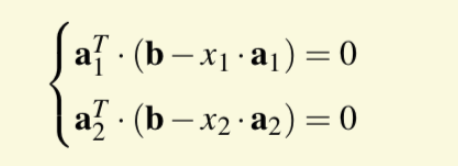 a₁ᵀ · (b − x₁ · a₁) = 0
a₂ᵀ · (b − x₂ · a₂) = 0